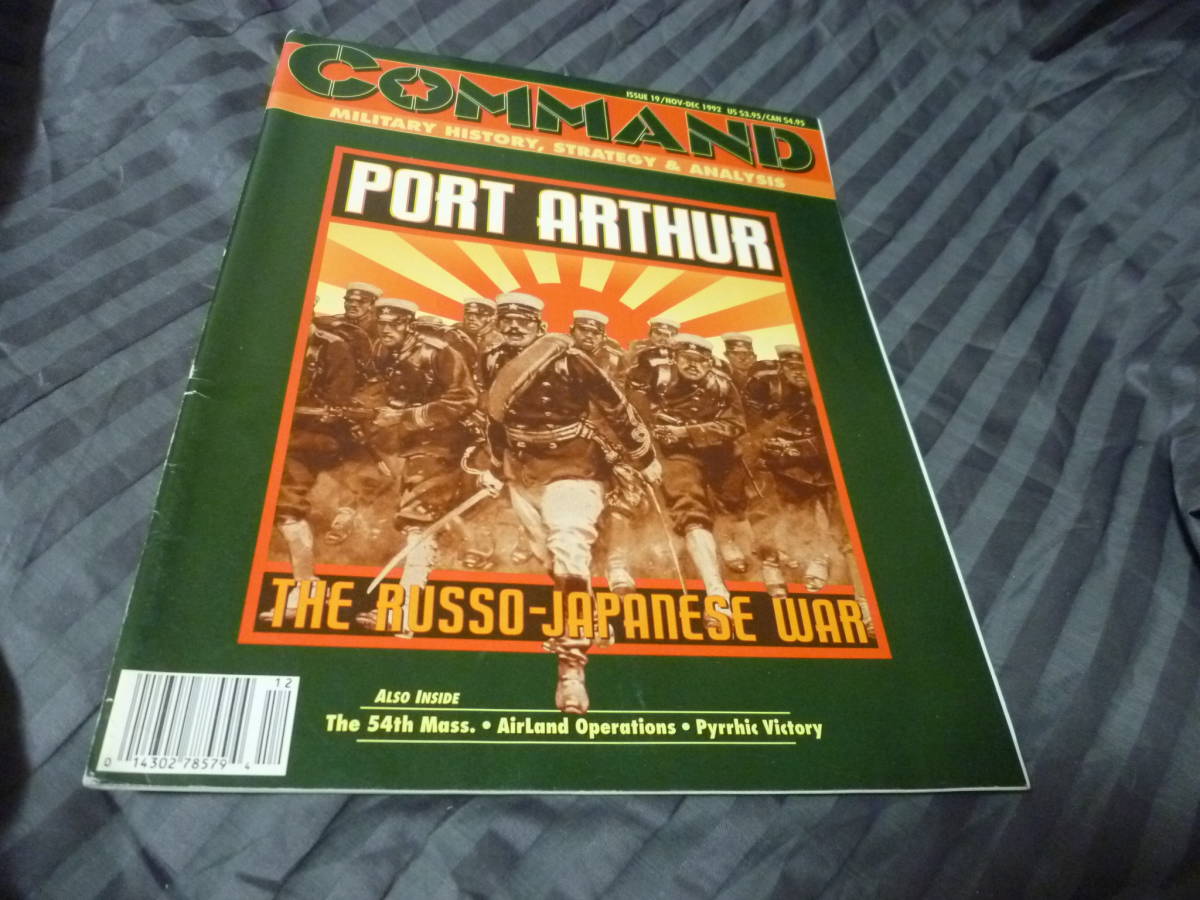 COMMAND
ISSUE 19/NOV-DEC 1992 US $3.95/CAN $4.95
MILITARY HISTORY, STRATEGY & ANALYSIS
PORT ARTHUR
THE RUSSO-JAPANESE WAR
ALSO INSIDE
The 54th Mass. • AirLand Operations • Pyrrhic Victory
12
0 14302 78579 4